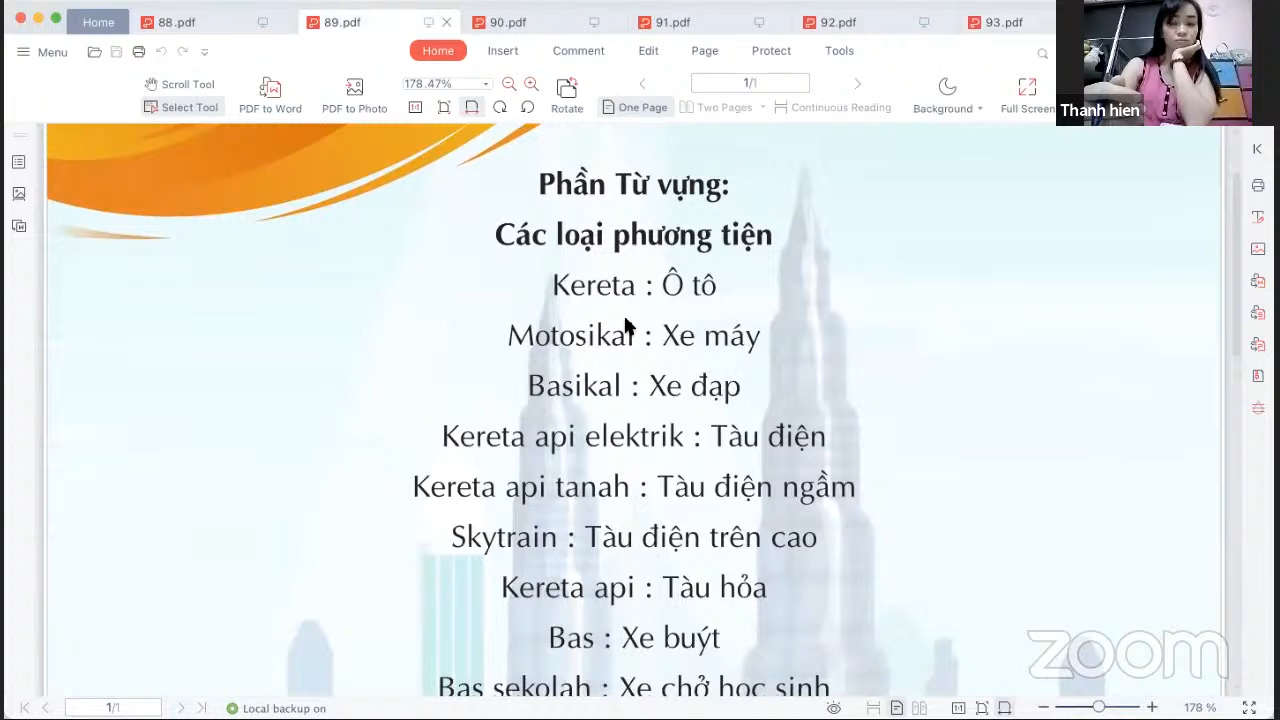 Home
88.pdf
89.pdf
90.pdf
91.pdf
92.pdf
93.pdf
Menu
Home
Insert
Comment
Edit
Page
Protect
Tools
Scroll Tool
Select Tool
PDF to Word
PDF to Photo
178.47%
Rotate
1/1
One Page
Two Pages
Continuous Reading
Background
Full Screen
Thanh hien
Phần Từ vựng:
Các loại phương tiện
Kereta : Ô tô
Motosikal : Xe máy
Basikal : Xe đạp
Kereta api elektrik : Tàu điện
Kereta api tanah : Tàu điện ngầm
Skytrain : Tàu điện trên cao
Kereta api : Tàu hỏa
Bas : Xe buýt
Bas sekolah : Xe chở học sinh
zoom
1/1
Local backup on
178 %